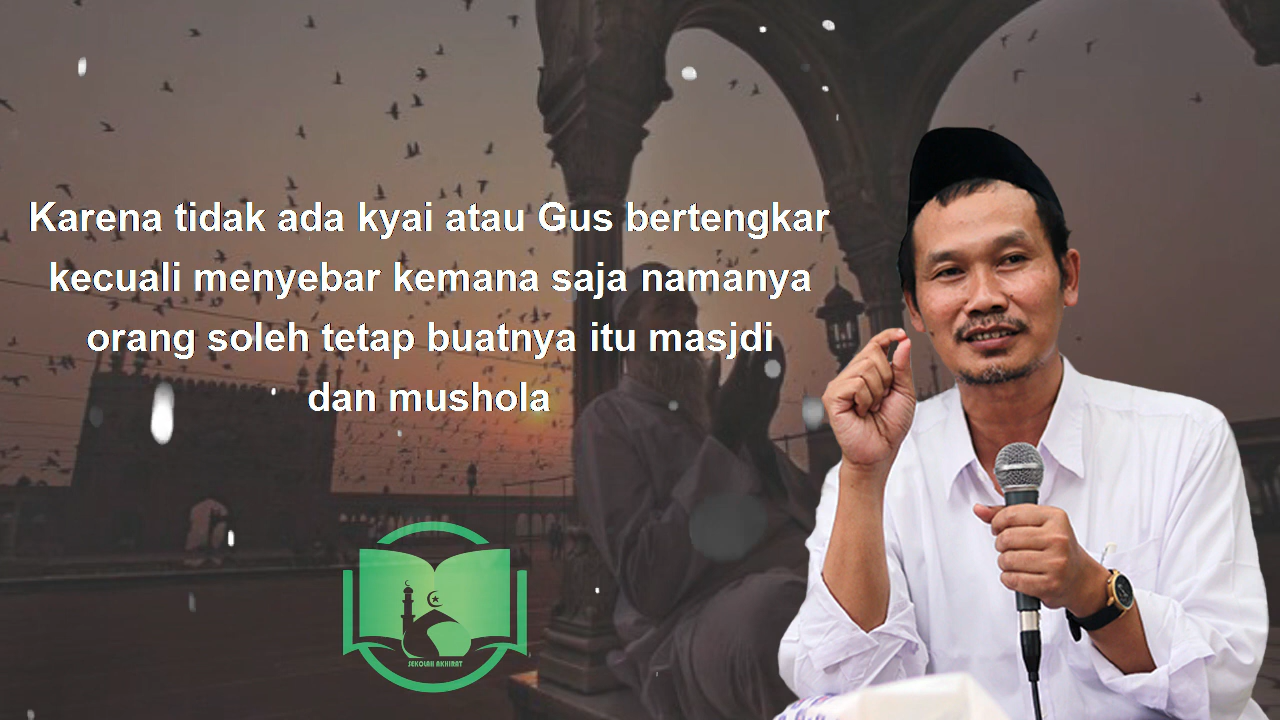 Karena tidak ada kyai atau Gus bertengkar
kecuali menyebar kemana saja namanya
orang soleh tetap buatnya itu masjdi
dan mushola
SEKOLAH AKHIRAT